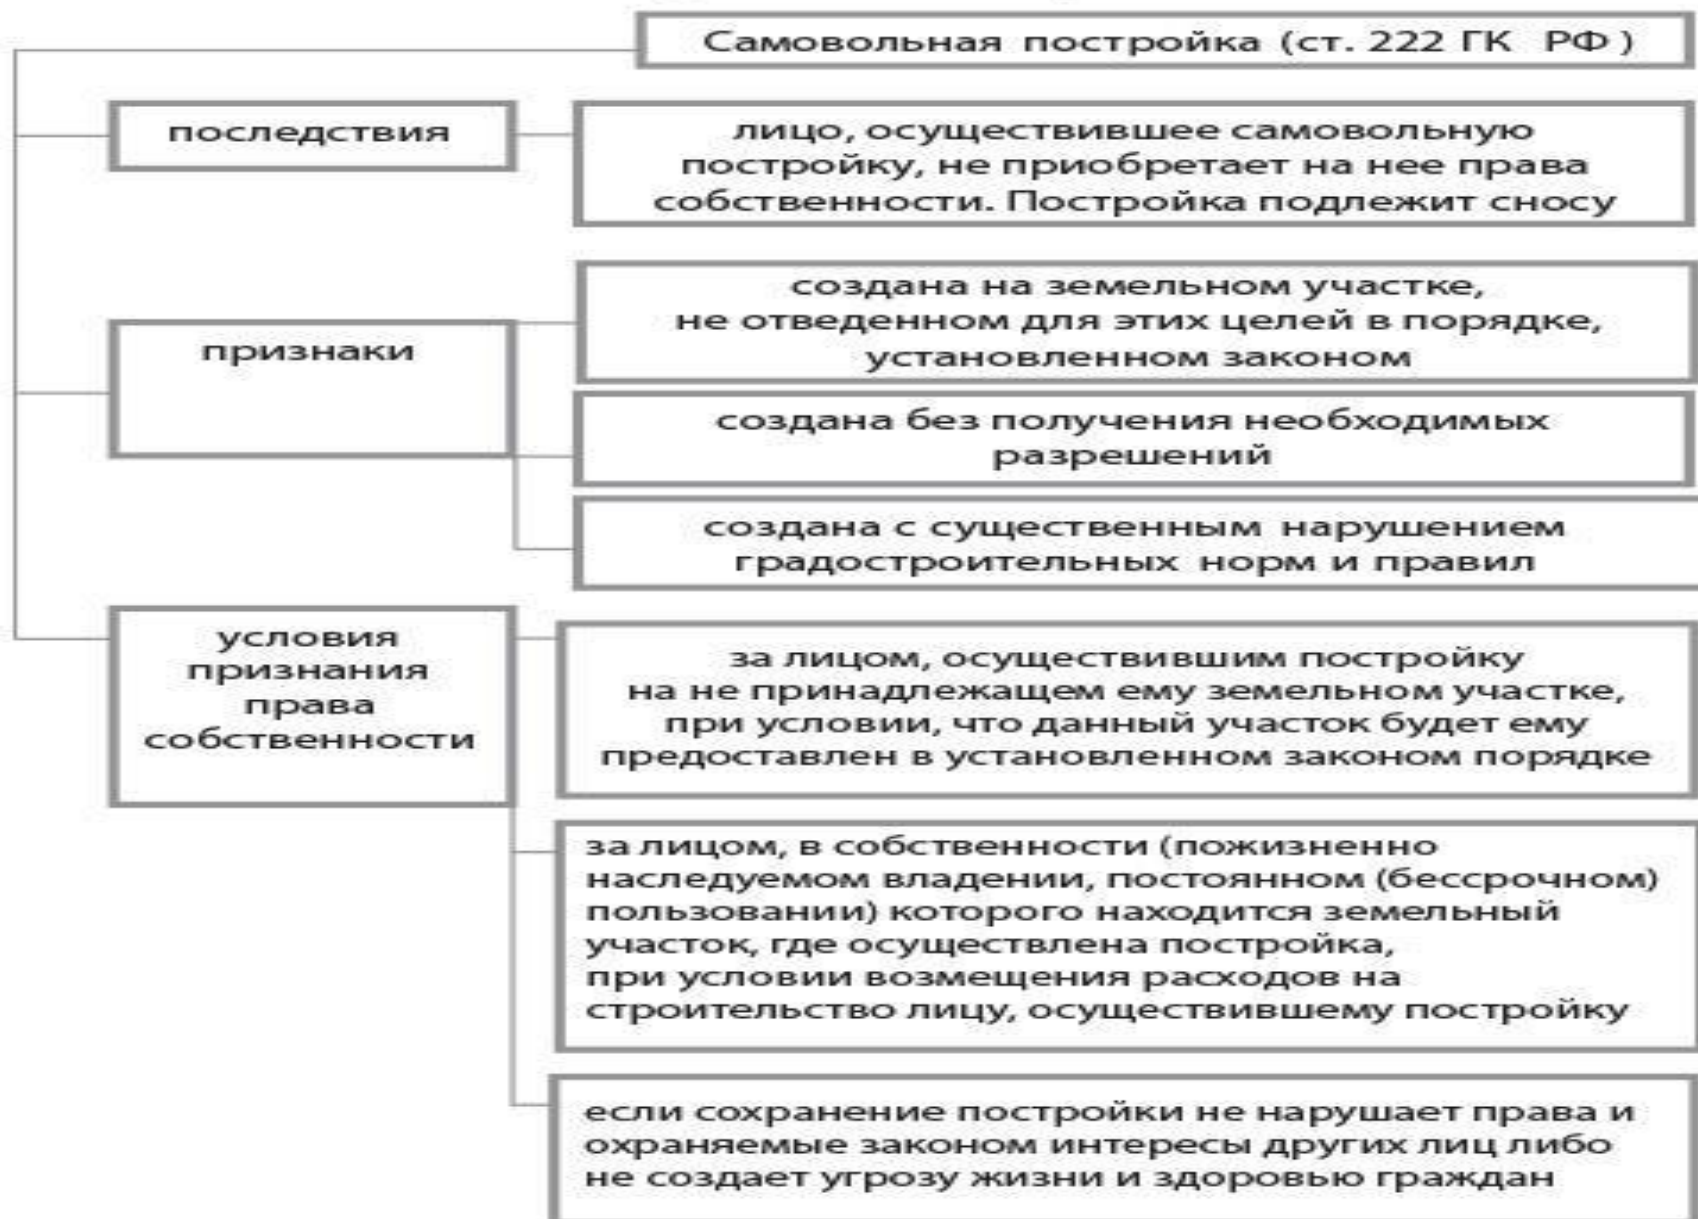 Самовольная постройка (ст. 222 ГК РФ)
последствия
лицо, осуществившее самовольную
постройку, не приобретает на нее права
собственности. Постройка подлежит сносу
признаки
создана на земельном участке,
не отведенном для этих целей в порядке,
установленном законом
создана без получения необходимых
разрешений
создана с существенным нарушением
градостроительных норм и правил
условия
признания
права
собственности
за лицом, осуществившим постройку
на не принадлежащем ему земельном участке,
при условии, что данный участок будет ему
предоставлен в установленном законом порядке
за лицом, в собственности (пожизненно
наследуемом владении, постоянном (бессрочном)
пользовании) которого находится земельный
участок, где осуществлена постройка,
при условии возмещения расходов на
строительство лицу, осуществившему постройку
если сохранение постройки не нарушает права и
охраняемые законом интересы других лиц либо
не создает угрозу жизни и здоровью граждан